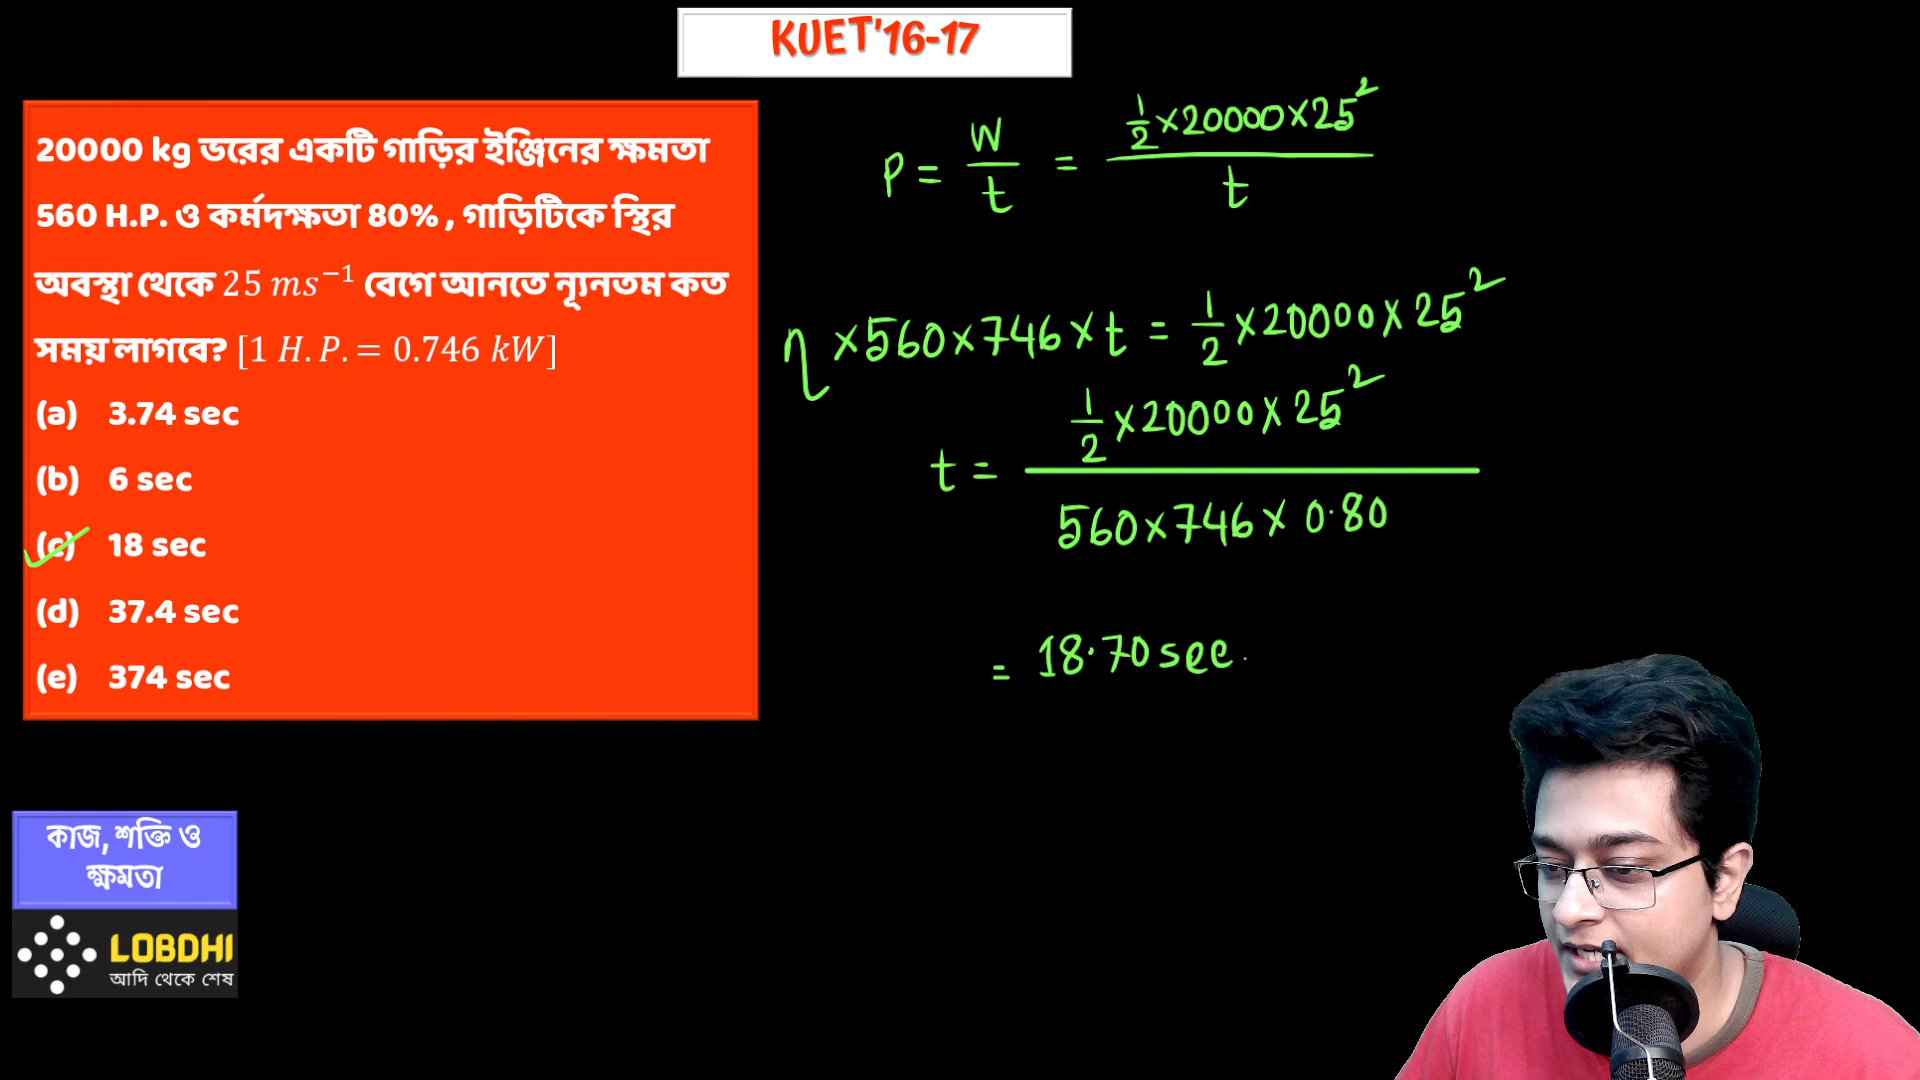 KUET'16-17
20000 kg ভরের একটি গাড়ির ইঞ্জিনের ক্ষমতা
560 H.P. ও কর্মদক্ষতা 80% , গাড়িটিকে স্থির
অবস্থা থেকে 25 ms⁻¹ বেগে আনতে ন্যূনতম কত
সময় লাগবে? [1 H.P. = 0.746 kW]
(a) 3.74 sec
(b) 6 sec
(c) 18 sec
(d) 37.4 sec
(e) 374 sec
P = W/t = (1/2 × 20000 × 25²)/t
η × 560 × 746 × t = 1/2 × 20000 × 25²
t = (1/2 × 20000 × 25²)/(560 × 746 × 0.80)
= 18.70 sec.
কাজ, শক্তি ও
ক্ষমতা
LOBDHI
আদি থেকে শেষ